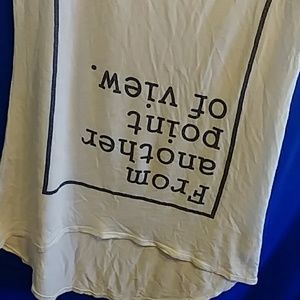 From
another
point
of view.